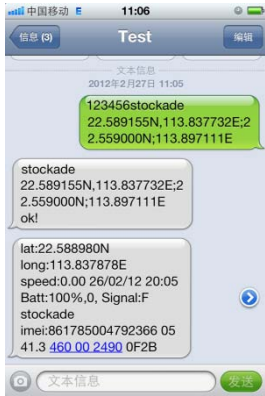 中国移动 E 11:06
信息 (3) Test 编辑
文本信息
2012年2月27日 11:05
123456stockade
22.589155N,113.837732E;2
2.559000N;113.897111E
stockade
22.589155N,113.837732E;2
2.559000N;113.897111E
ok!
lat:22.588980N
long:113.837878E
speed:0.00 26/02/12 20:05
Batt:100%,0, Signal:F
stockade
imei:861785004792366 05
41.3 460 00 2490 0F2B
文本信息 发送